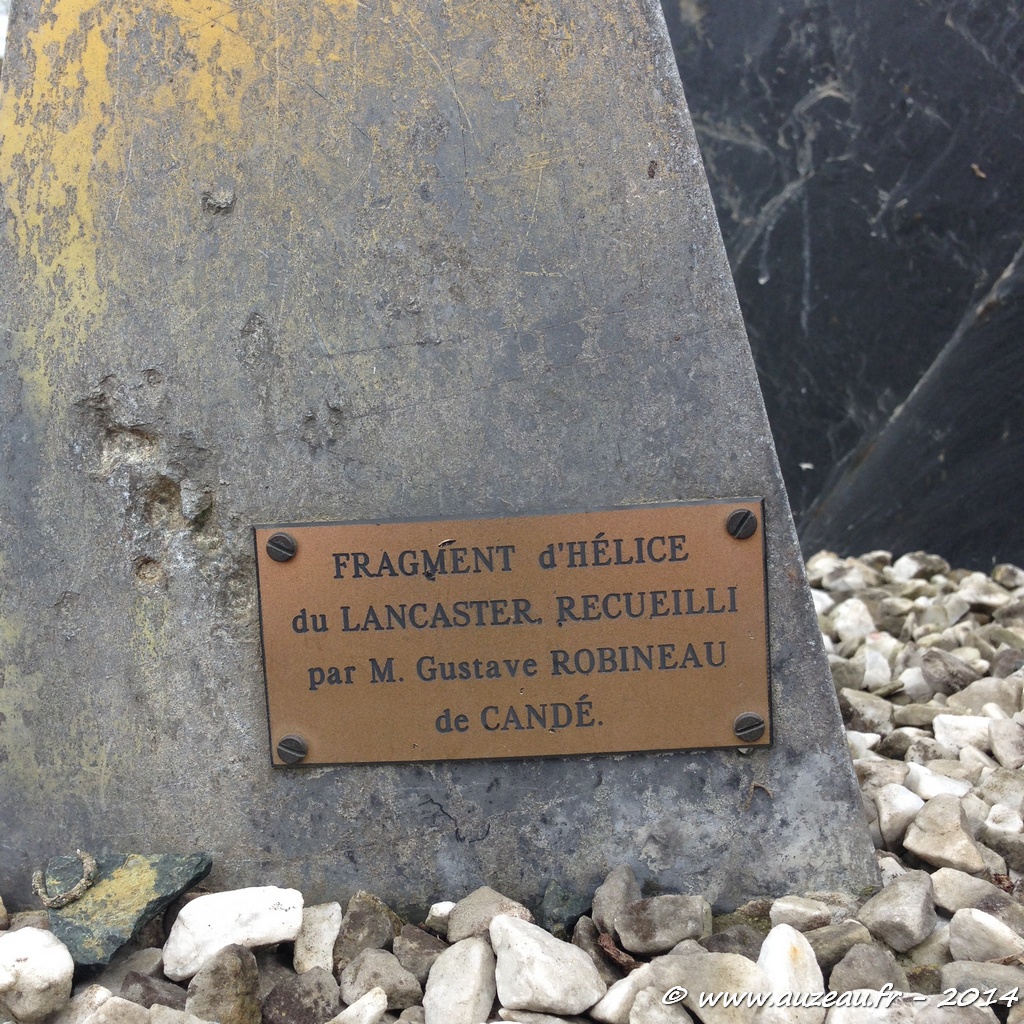 FRAGMENT d'HÉLICE
du LANCASTER, RECUEILLI
par M. Gustave ROBINEAU
de CANDÉ.
© www.auzeau.fr - 2014